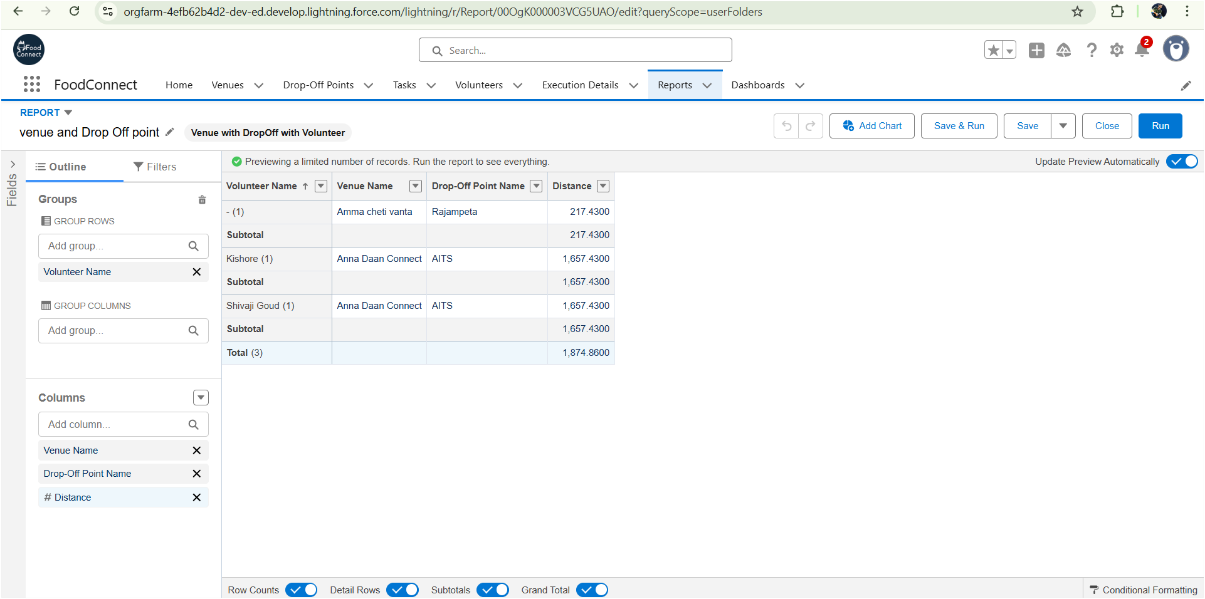 orgfarm-4efb62b4d2-dev-ed.develop.lightning.force.com/lightning/r/Report/00OgK000003VCG5UAO/edit?queryScope=userFolders
Food
Connect
Search...
2
FoodConnect Home Venues Drop-Off Points Tasks Volunteers Execution Details Reports Dashboards
REPORT
venue and Drop Off point Venue with DropOff with Volunteer
Add Chart Save & Run Save Close Run
Fields
Outline Filters
Previewing a limited number of records. Run the report to see everything. Update Preview Automatically
Groups
GROUP ROWS
Add group...
Volunteer Name
GROUP COLUMNS
Add group...
Columns
Add column...
Venue Name
Drop-Off Point Name
# Distance
Volunteer Name ↑ Venue Name Drop-Off Point Name Distance
- (1) Amma cheti vanta Rajampeta 217.4300
Subtotal 217.4300
Kishore (1) Anna Daan Connect AITS 1,657.4300
Subtotal 1,657.4300
Shivaji Goud (1) Anna Daan Connect AITS 1,657.4300
Subtotal 1,657.4300
Total (3) 1,874.8600
Row Counts Detail Rows Subtotals Grand Total Conditional Formatting